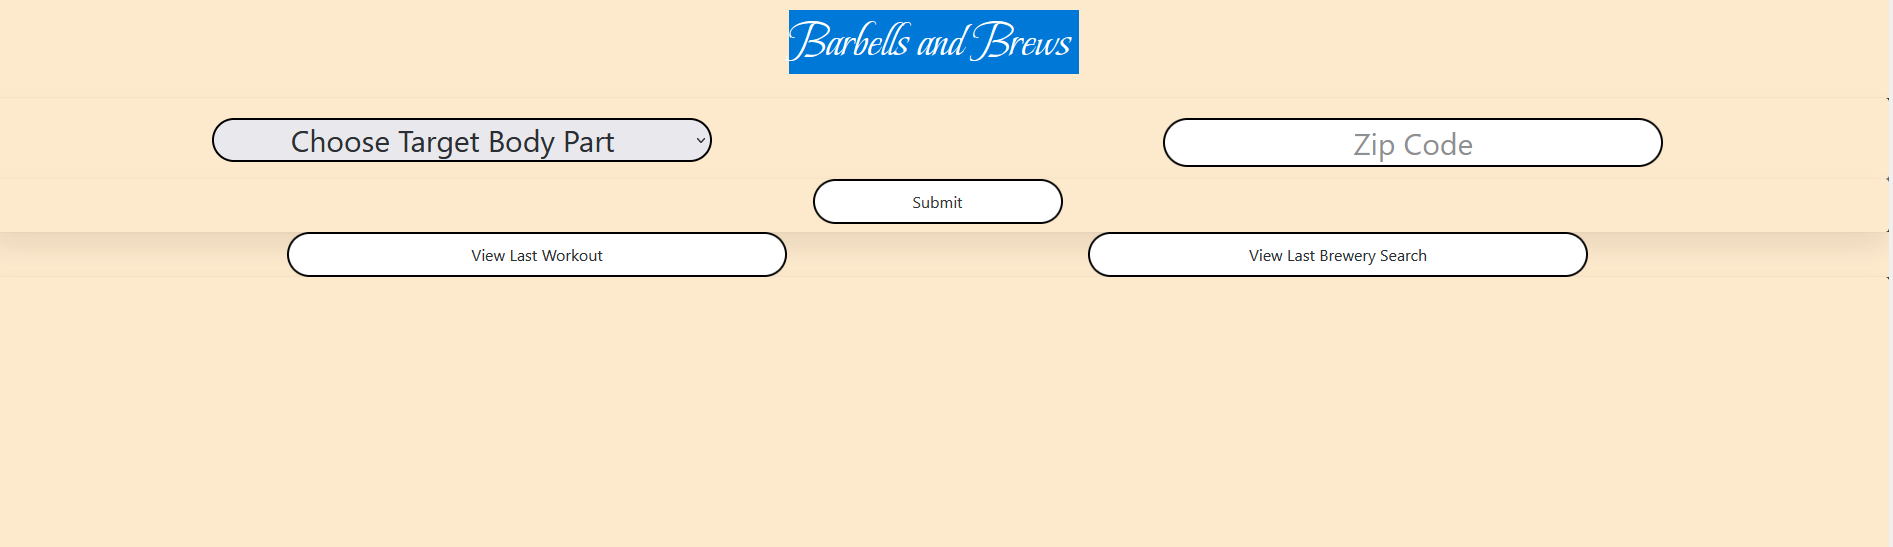 Barbells and Brews
Choose Target Body Part
Zip Code
Submit
View Last Workout
View Last Brewery Search